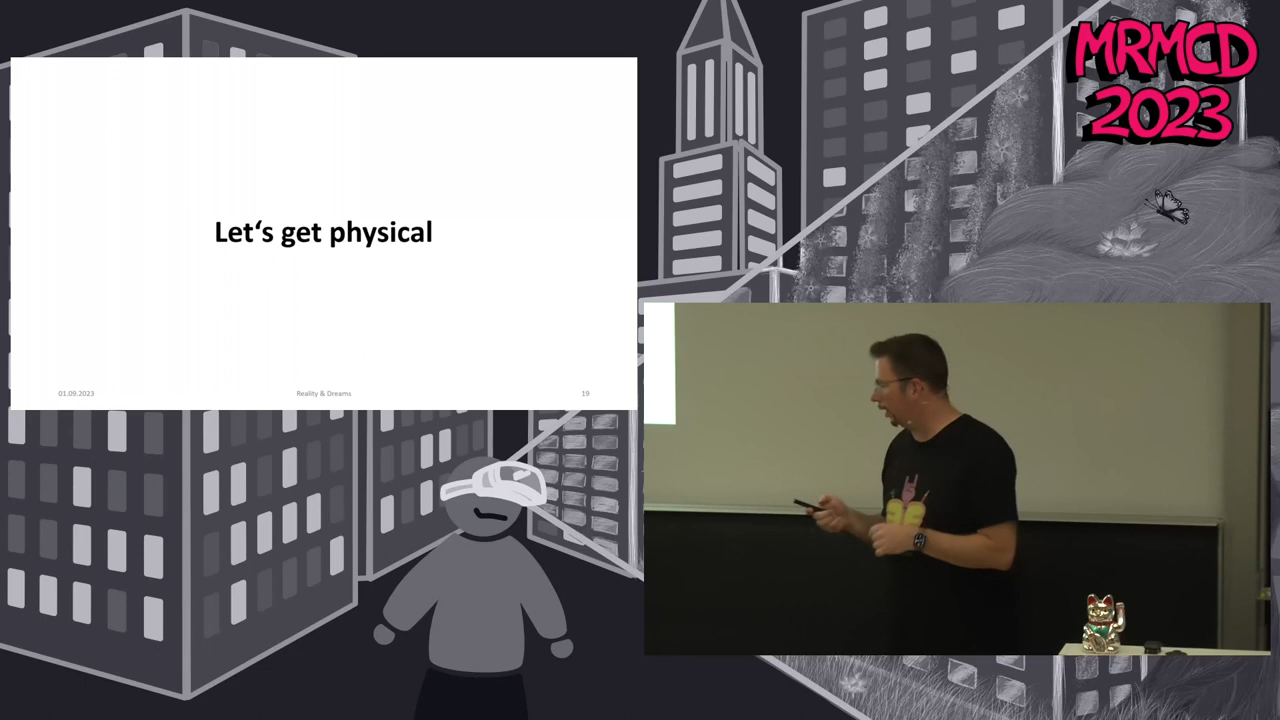 MRMCD
2023
Let‘s get physical
01.09.2023
Reality & Dreams
19